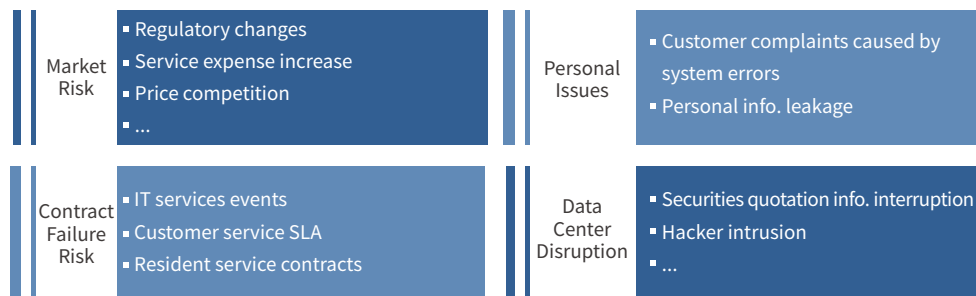 Market
Risk
▪ Regulatory changes
▪ Service expense increase
▪ Price competition
▪ ...
Personal
Issues
▪ Customer complaints caused by
system errors
▪ Personal info. leakage
Contract
Failure
Risk
▪ IT services events
▪ Customer service SLA
▪ Resident service contracts
Data
Center
Disruption
▪ Securities quotation info. interruption
▪ Hacker intrusion
▪ ...